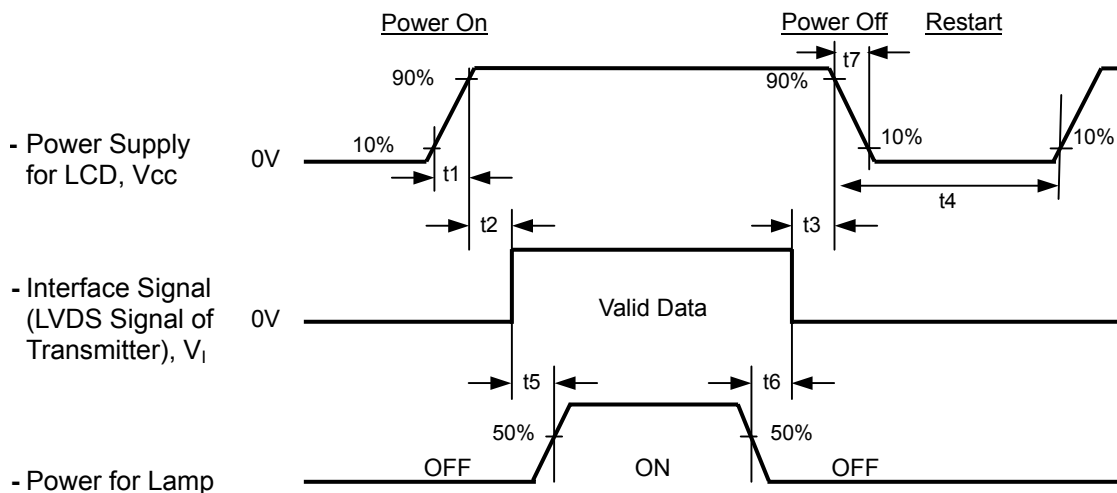 Power On
Power Off
Restart
t7
90%
90%
- Power Supply
for LCD, Vcc
0V
10%
10%
10%
t1
t4
t2
t3
- Interface Signal
(LVDS Signal of
Transmitter), VI
0V
Valid Data
t5
t6
50%
50%
- Power for Lamp
OFF
ON
OFF